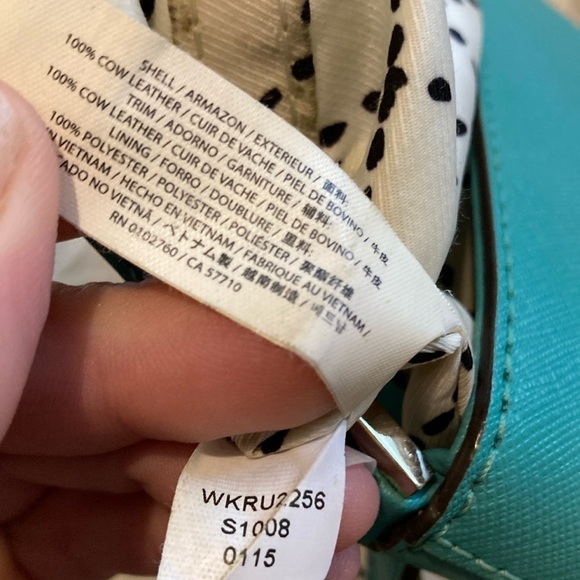 SHELL / ARMAZON / EXTERIEUR / 面料:
100% COW LEATHER / CUIR DE VACHE / PIEL DE BOVINO / 牛皮
TRIM / ADORNO / GARNITURE / 辅料:
100% COW LEATHER / CUIR DE VACHE / PIEL DE BOVINO / 牛皮
LINING / FORRO / DOUBLURE / 里料:
100% POLYESTER / POLYESTER / POLIÉSTER / 聚酯纤维
IN VIETNAM / HECHO EN VIETNAM / FABRIQUE AU VIETNAM /
NO VIETNÃ / ベトナム製 / 越南制造 / 베트남
RN 0102760 / CA 57710
WKRU2256
S1008
0115